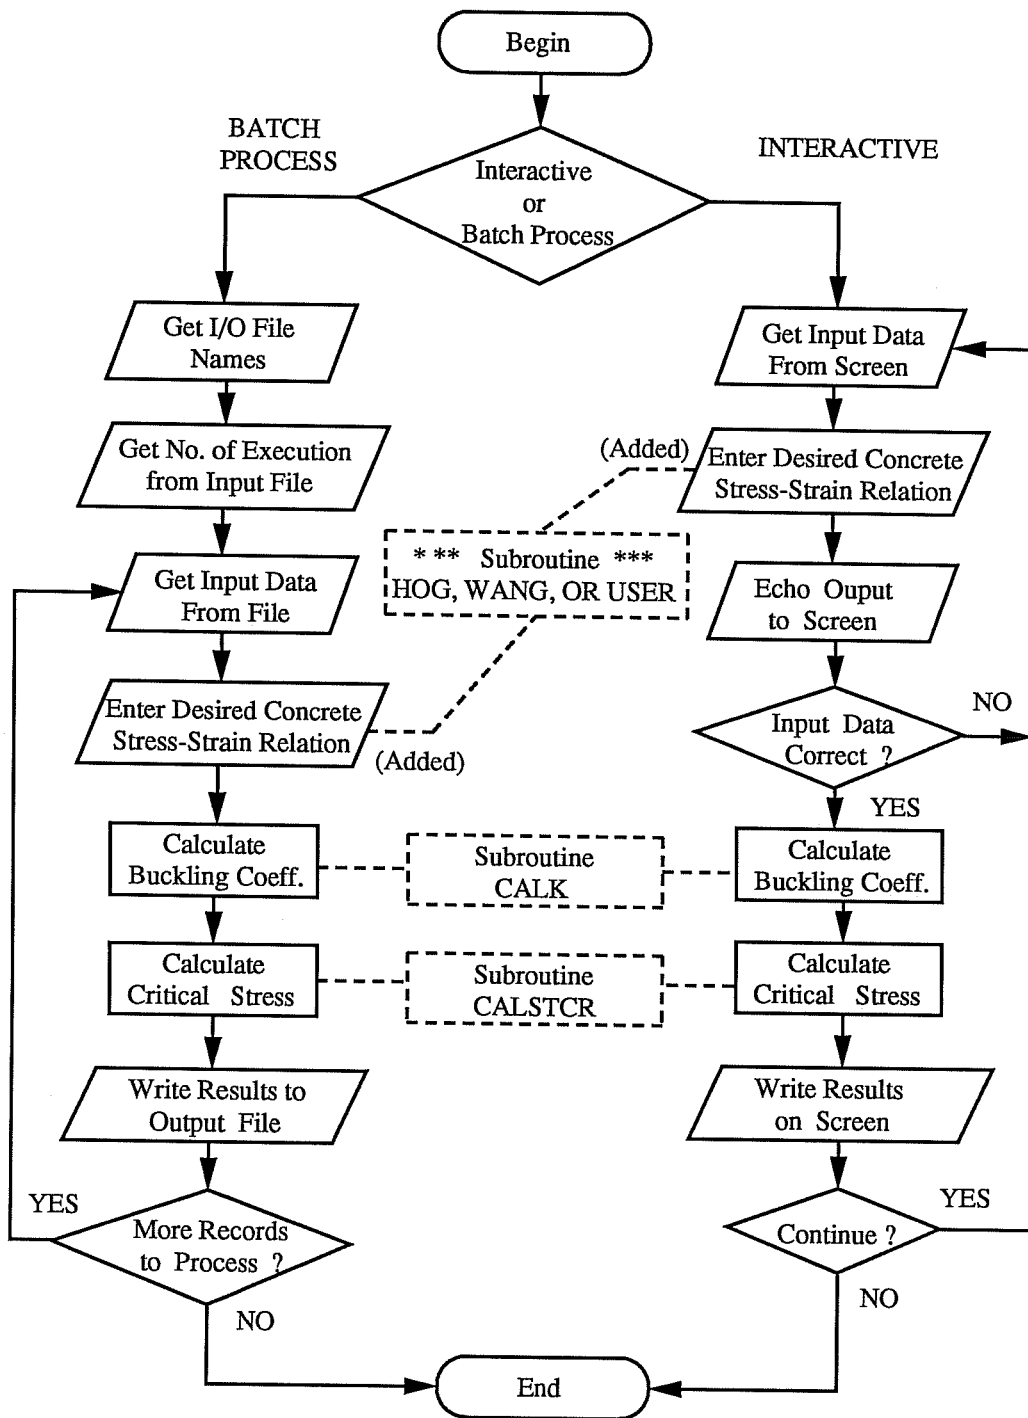 Begin
BATCH
PROCESS
INTERACTIVE
Interactive
or
Batch Process
Get I/O File
Names
Get No. of Execution
from Input File
Get Input Data
From File
Enter Desired Concrete
Stress-Strain Relation
(Added)
Calculate
Buckling Coeff.
Calculate
Critical Stress
Write Results to
Output File
YES
More Records
to Process ?
NO
(Added)
* ** Subroutine ***
HOG, WANG, OR USER
Subroutine
CALK
Subroutine
CALSTCR
Get Input Data
From Screen
Enter Desired Concrete
Stress-Strain Relation
Echo Ouput
to Screen
Input Data
Correct ?
NO
YES
Calculate
Buckling Coeff.
Calculate
Critical Stress
Write Results
on Screen
Continue ?
YES
NO
End